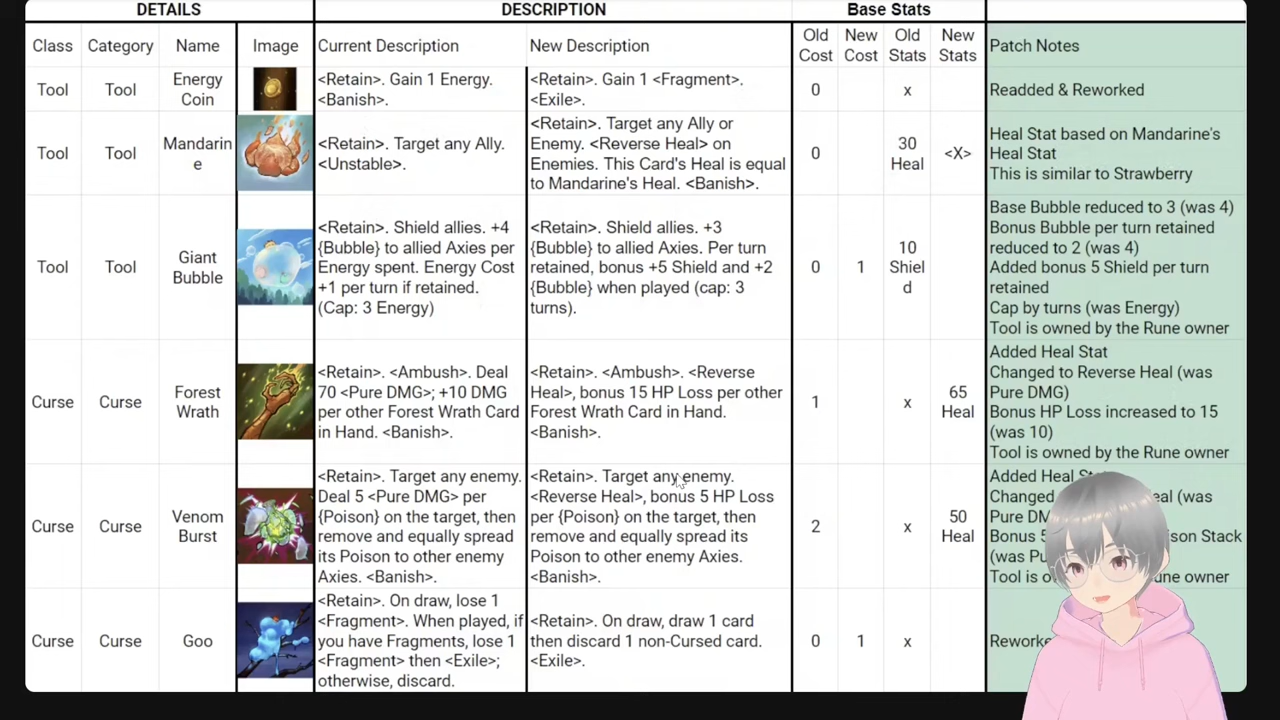 DETAILS
DESCRIPTION
Base Stats
Class
Category
Name
Image
Current Description
New Description
Old
Cost
New
Cost
Old
Stats
New
Stats
Patch Notes
Tool
Tool
Energy
Coin
<Retain>. Gain 1 Energy.
<Banish>.
<Retain>. Gain 1 <Fragment>.
<Exile>.
0
x
Readded & Reworked
Tool
Tool
Mandarin
e
<Retain>. Target any Ally.
<Unstable>.
<Retain>. Target any Ally or
Enemy. <Reverse Heal> on
Enemies. This Card's Heal is equal
to Mandarine's Heal. <Banish>.
0
30
Heal
<X>
Heal Stat based on Mandarine's
Heal Stat
This is similar to Strawberry
Tool
Tool
Giant
Bubble
<Retain>. Shield allies. +4
{Bubble} to allied Axies per
Energy spent. Energy Cost
+1 per turn if retained.
(Cap: 3 Energy)
<Retain>. Shield allies. +3
{Bubble} to allied Axies. Per turn
retained, bonus +5 Shield and +2
{Bubble} when played (cap: 3
turns).
0
1
10
Shiel
d
Base Bubble reduced to 3 (was 4)
Bonus Bubble per turn retained
reduced to 2 (was 4)
Added bonus 5 Shield per turn
retained
Cap by turns (was Energy)
Tool is owned by the Rune owner
Curse
Curse
Forest
Wrath
<Retain>. <Ambush>. Deal
70 <Pure DMG>; +10 DMG
per other Forest Wrath Card
in Hand. <Banish>.
<Retain>. <Ambush>. <Reverse
Heal>, bonus 15 HP Loss per other
Forest Wrath Card in Hand.
<Banish>.
1
x
65
Heal
Added Heal Stat
Changed to Reverse Heal (was
Pure DMG)
Bonus HP Loss increased to 15
(was 10)
Tool is owned by the Rune owner
Curse
Curse
Venom
Burst
<Retain>. Target any enemy.
Deal 5 <Pure DMG> per
{Poison} on the target, then
remove and equally spread
its Poison to other enemy
Axies. <Banish>.
<Retain>. Target any enemy.
<Reverse Heal>, bonus 5 HP Loss
per {Poison} on the target, then
remove and equally spread its
Poison to other enemy Axies.
<Banish>.
2
x
50
Heal
Added Heal
Changed (was
Pure
Bonus 5 Stack
(was
Tool is owner
Curse
Curse
Goo
<Retain>. On draw, lose 1
<Fragment>. When played, if
you have Fragments, lose 1
<Fragment> then <Exile>;
otherwise, discard.
<Retain>. On draw, draw 1 card
then discard 1 non-Cursed card.
<Exile>.
0
1
x